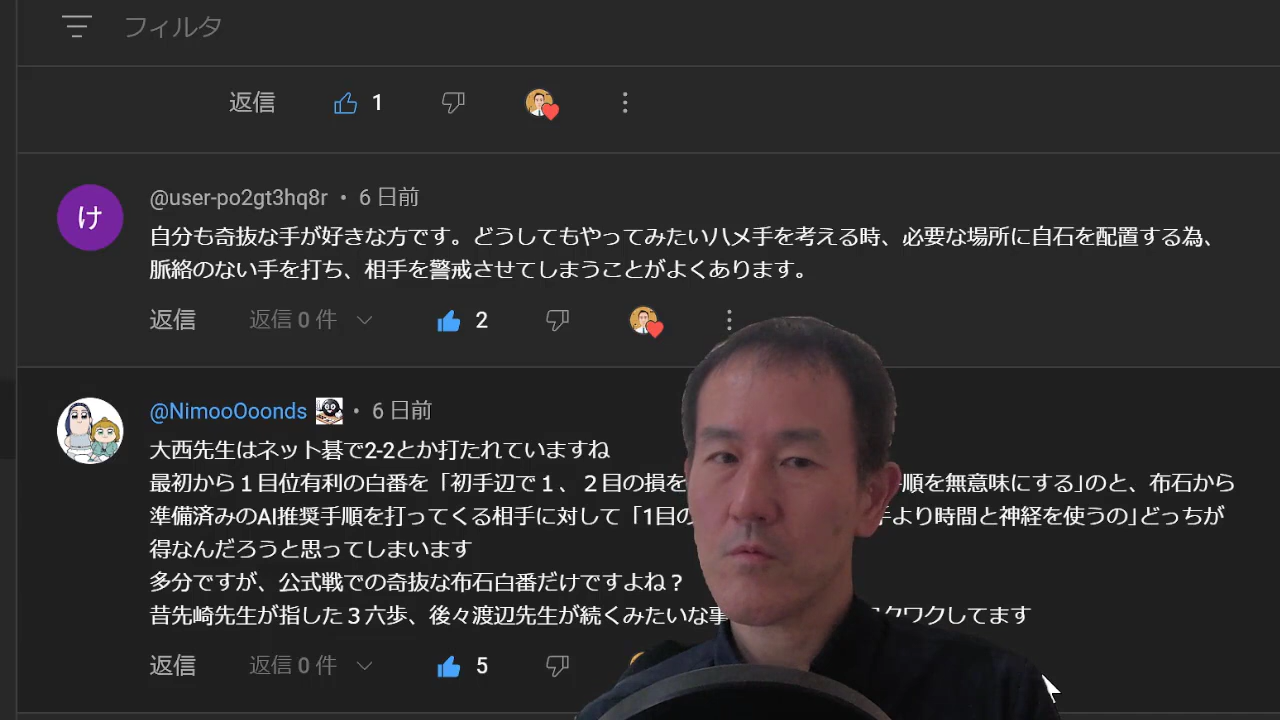 フィルタ
返信 1
け
@user-po2gt3hq8r • 6 日前
自分も奇抜な手が好きな方です。どうしてもやってみたいハメ手を考える時、必要な場所に自石を配置する為、
脈絡のない手を打ち、相手を警戒させてしまうことがよくあります。
返信 返信 0 件 2
@NimooOoonds • 6 日前
大西先生はネット碁で2-2とか打たれていますね
最初から１目位有利の白番を「初手辺で１、２目の損を 順を無意味にする」のと、布石から
準備済みのAI推奨手順を打ってくる相手に対して「1目の より時間と神経を使うの」どっちが
得なんだろうと思ってしまいます
多分ですが、公式戦での奇抜な布石白番だけですよね？
昔先崎先生が指した３六歩、後々渡辺先生が続くみたいな事 クワクしてます
返信 返信 0 件 5